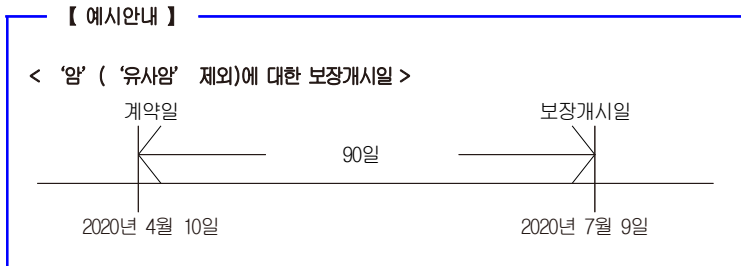 【 예시안내 】
< ‘암’ ( ‘유사암’ 제외)에 대한 보장개시일 >
계약일 보장개시일
90일
2020년 4월 10일 2020년 7월 9일